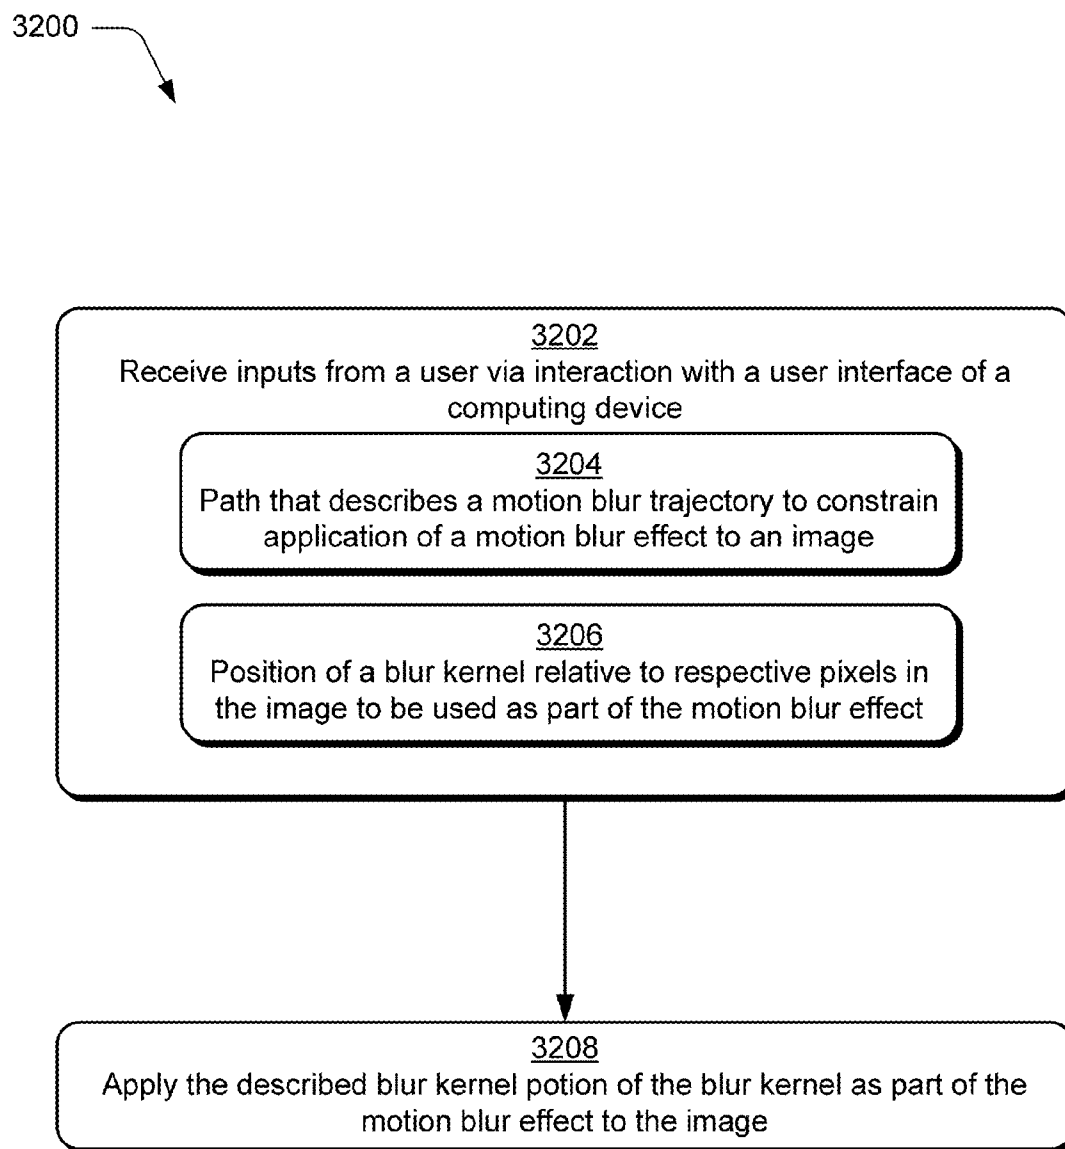 3200
3202
Receive inputs from a user via interaction with a user interface of a
computing device
3204
Path that describes a motion blur trajectory to constrain
application of a motion blur effect to an image
3206
Position of a blur kernel relative to respective pixels in
the image to be used as part of the motion blur effect
3208
Apply the described blur kernel potion of the blur kernel as part of the
motion blur effect to the image